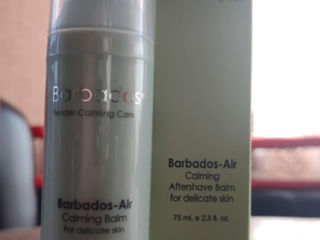 Barbados®
Tender Calming Care
Barbados-Air
Calming Balm
For delicate skin
Barbados-Air
Calming
Aftershave Balm
for delicate skin
75 ml. e 2.5 fl. oz.